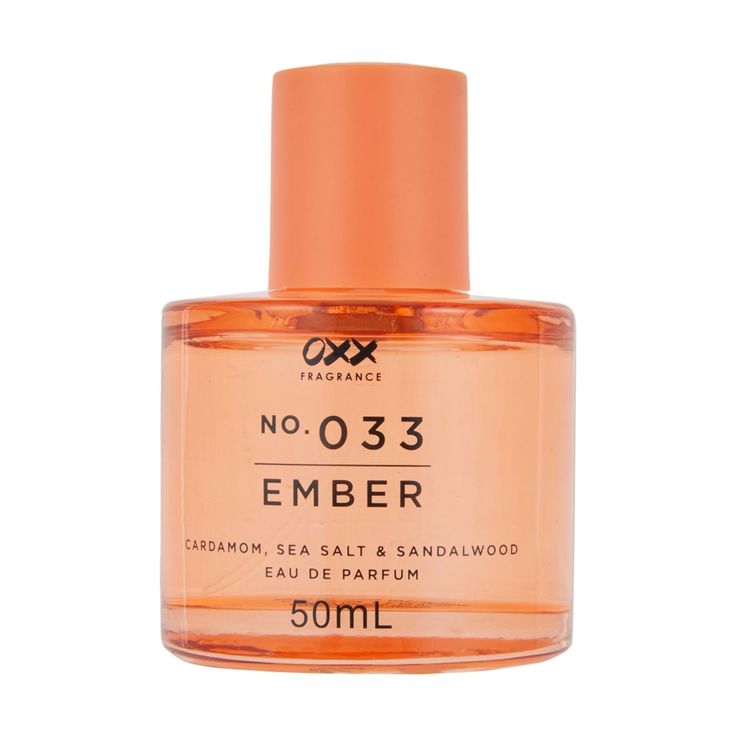 OXX
FRAGRANCE
NO. 033
EMBER
CARDAMOM, SEA SALT & SANDALWOOD
EAU DE PARFUM
50mL